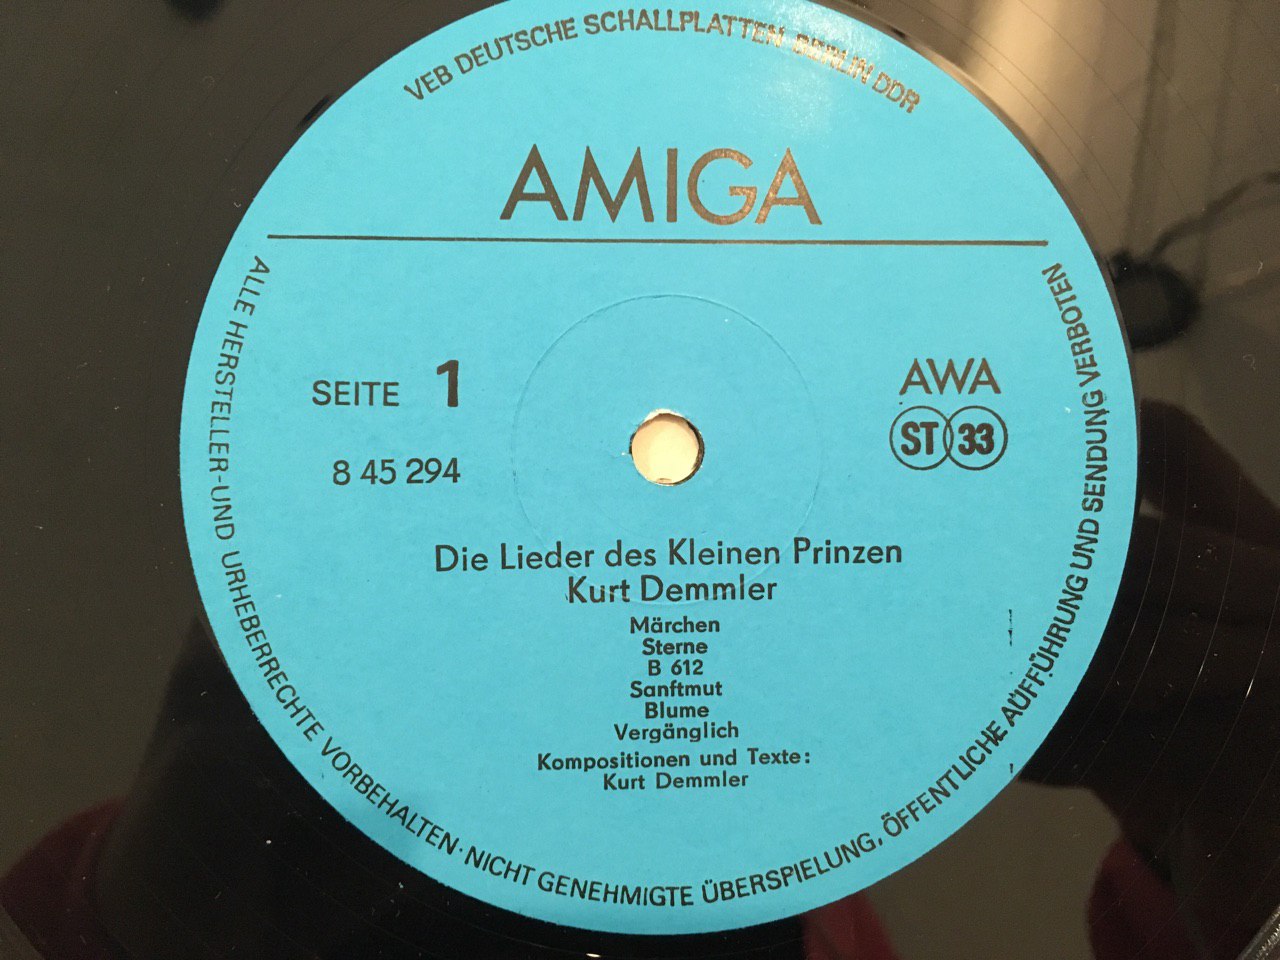 VEB DEUTSCHE SCHALLPLATTEN BERLIN DDR
AMIGA
SEITE 1
8 45 294
AWA
ST 33
Die Lieder des Kleinen Prinzen
Kurt Demmler
Märchen
Sterne
B 612
Sanftmut
Blume
Vergänglich
Kompositionen und Texte:
Kurt Demmler
ALLE HERSTELLER-UND URHEBERRECHTE VORBEHALTEN·NICHT GENEHMIGTE ÜBERSPIELUNG, ÖFFENTLICHE AUFFÜHRUNG UND SENDUNG VERBOTEN